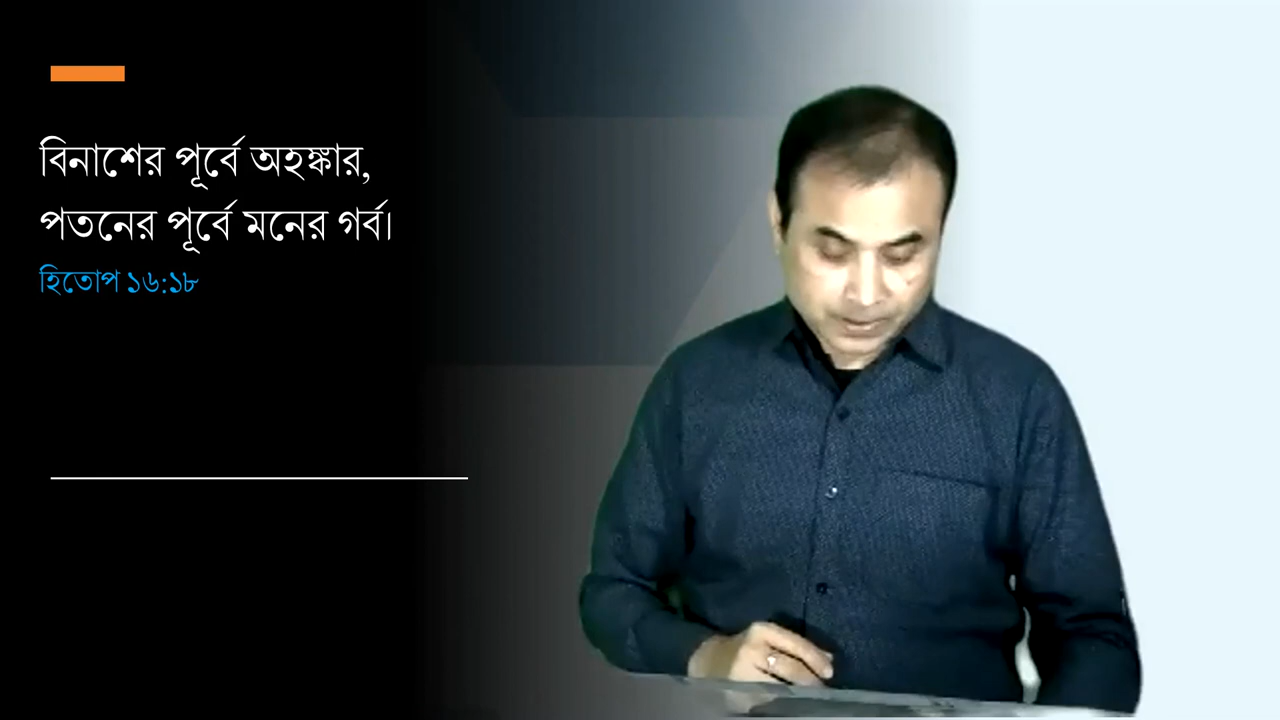 বিনাশের পূর্বে অহঙ্কার,
পতনের পূর্বে মনের গর্ব।
হিতোপ ১৬:১৮